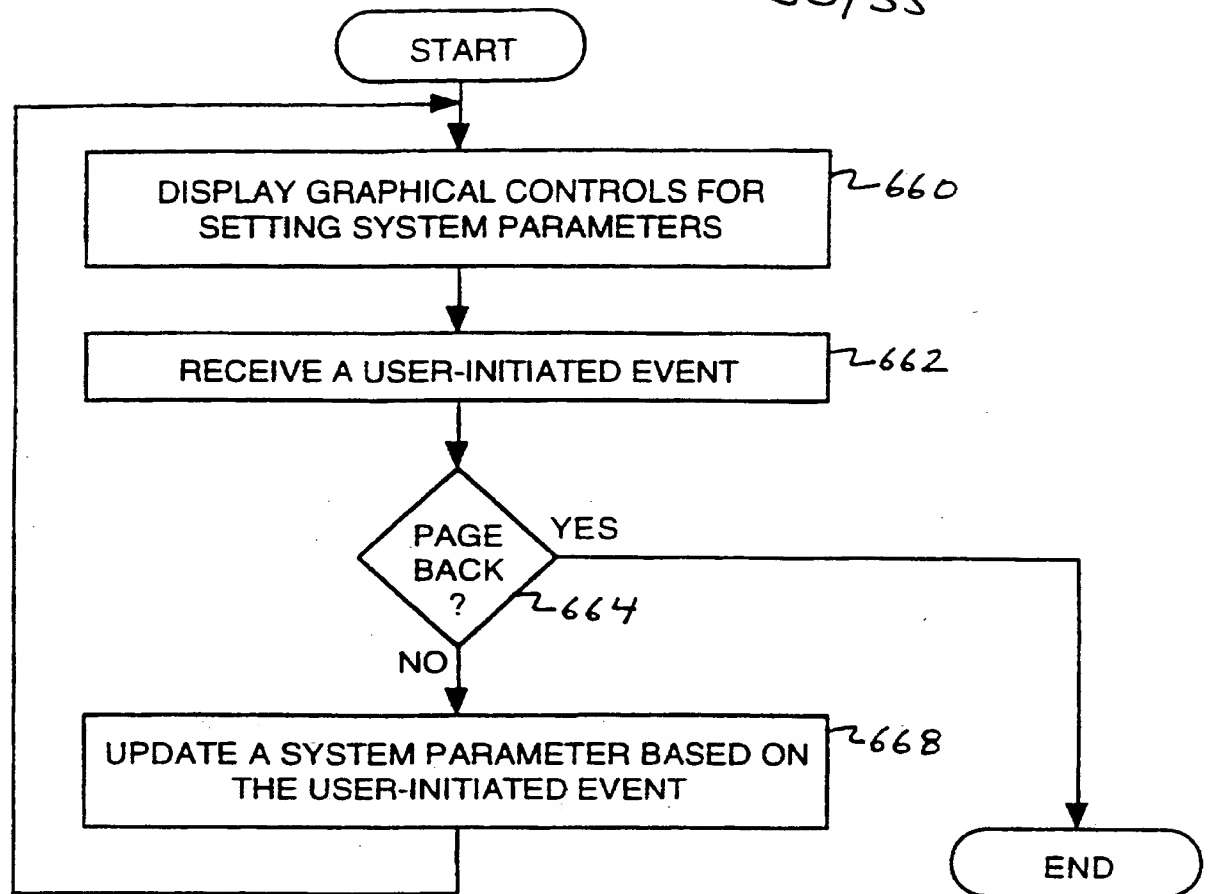 START
DISPLAY GRAPHICAL CONTROLS FOR
SETTING SYSTEM PARAMETERS
660
RECEIVE A USER-INITIATED EVENT
662
PAGE
BACK
?
YES
664
NO
UPDATE A SYSTEM PARAMETER BASED ON
THE USER-INITIATED EVENT
668
END